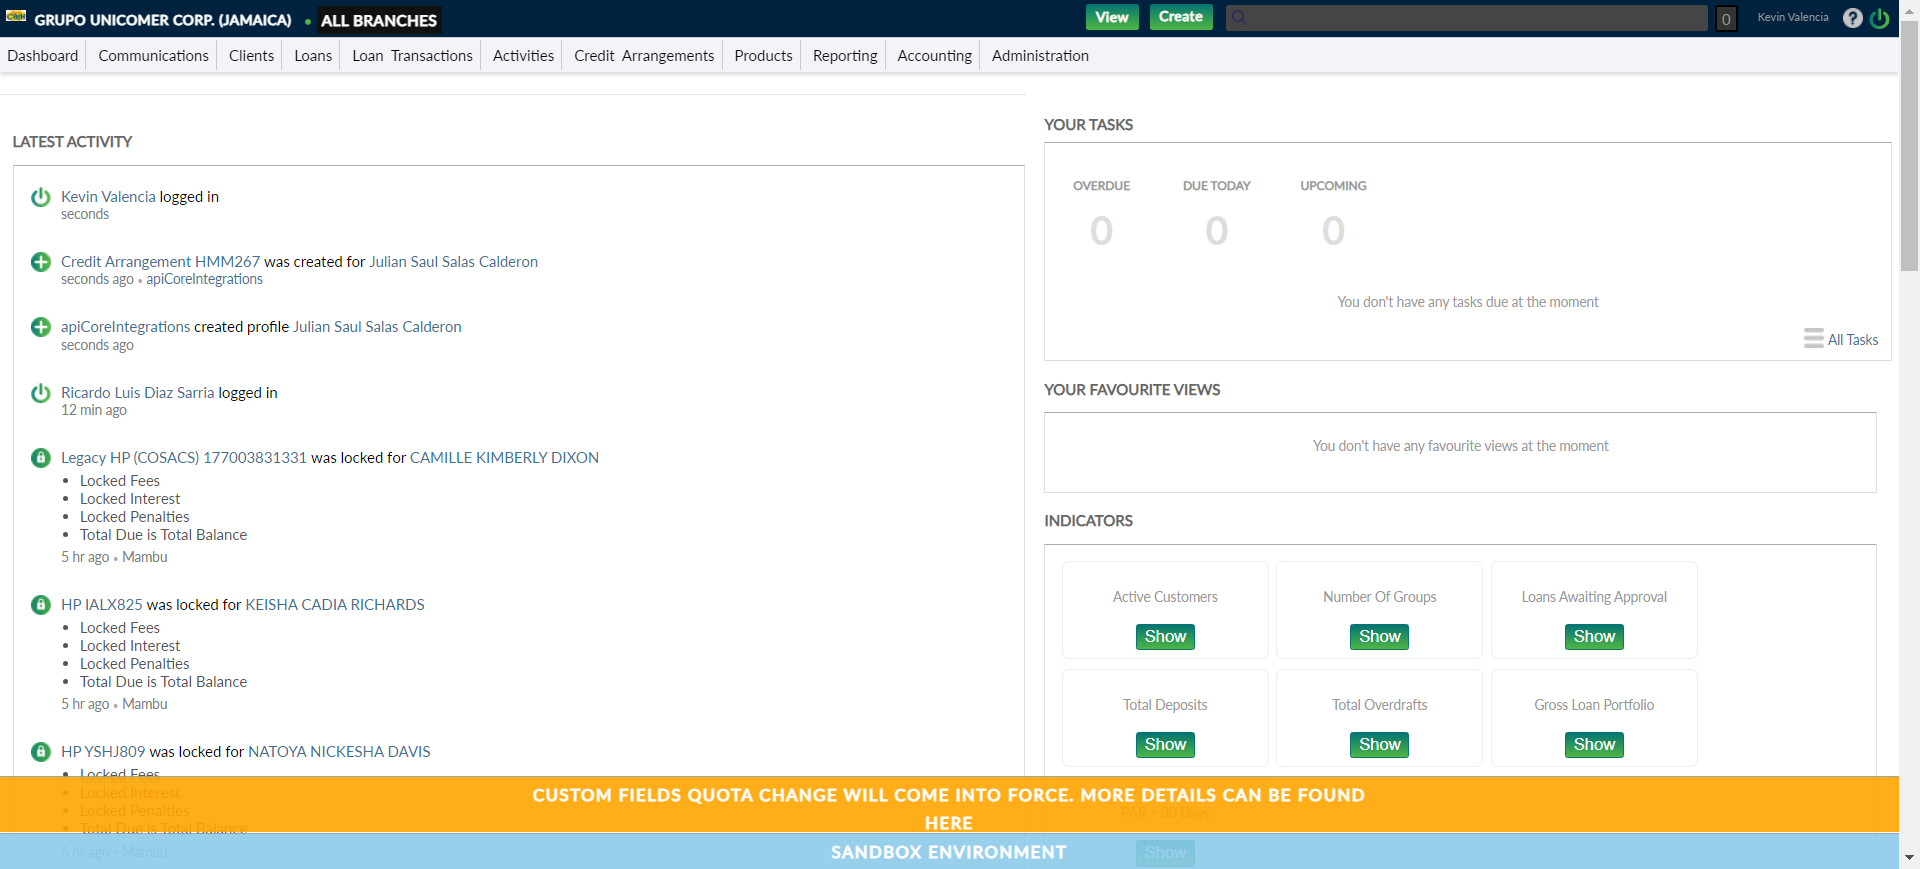 GRUPO UNICOMER CORP. (JAMAICA) • ALL BRANCHES
View
Create
0
Kevin Valencia
?
Dashboard
Communications
Clients
Loans
Loan Transactions
Activities
Credit Arrangements
Products
Reporting
Accounting
Administration
LATEST ACTIVITY
Kevin Valencia logged in
seconds
Credit Arrangement HMM267 was created for Julian Saul Salas Calderon
seconds ago • apiCoreIntegrations
apiCoreIntegrations created profile Julian Saul Salas Calderon
seconds ago
Ricardo Luis Diaz Sarria logged in
12 min ago
Legacy HP (COSACS) 177003831331 was locked for CAMILLE KIMBERLY DIXON
• Locked Fees
• Locked Interest
• Locked Penalties
• Total Due is Total Balance
5 hr ago • Mambu
HP IALX825 was locked for KEISHA CADIA RICHARDS
• Locked Fees
• Locked Interest
• Locked Penalties
• Total Due is Total Balance
5 hr ago • Mambu
HP YSHJ809 was locked for NATOYA NICKESHA DAVIS
• Locked Fees
• Locked Interest
• Locked Penalties
• Total Due is Total Balance
5 hr ago • Mambu
YOUR TASKS
OVERDUE
DUE TODAY
UPCOMING
0
0
0
You don't have any tasks due at the moment
All Tasks
YOUR FAVOURITE VIEWS
You don't have any favourite views at the moment
INDICATORS
Active Customers
Show
Number Of Groups
Show
Loans Awaiting Approval
Show
Total Deposits
Show
Total Overdrafts
Show
Gross Loan Portfolio
Show
PAR > 30 Days
Show
CUSTOM FIELDS QUOTA CHANGE WILL COME INTO FORCE. MORE DETAILS CAN BE FOUND
HERE
SANDBOX ENVIRONMENT